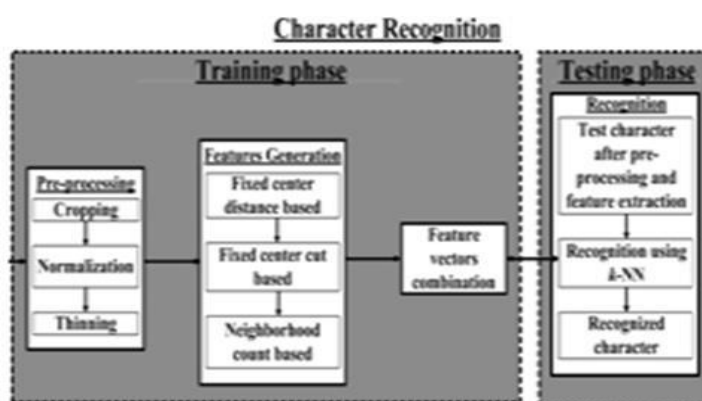 Character Recognition
Training phase
Pre-processing
Cropping
Normalization
Thinning
Features Generation
Fixed center
distance based
Fixed center cut
based
Neighborhood
count based
Feature
vectors
combination
Testing phase
Recognition
Test character
after pre-
processing and
feature extraction
Recognition using
k-NN
Recognized
character